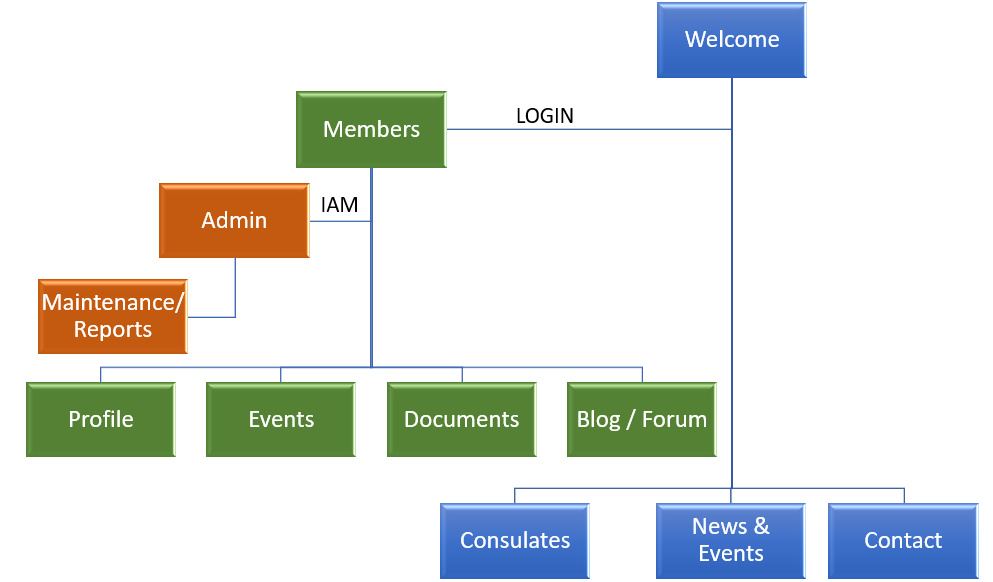 Welcome
Members
LOGIN
Admin
IAM
Maintenance/
Reports
Profile
Events
Documents
Blog / Forum
Consulates
News &
Events
Contact